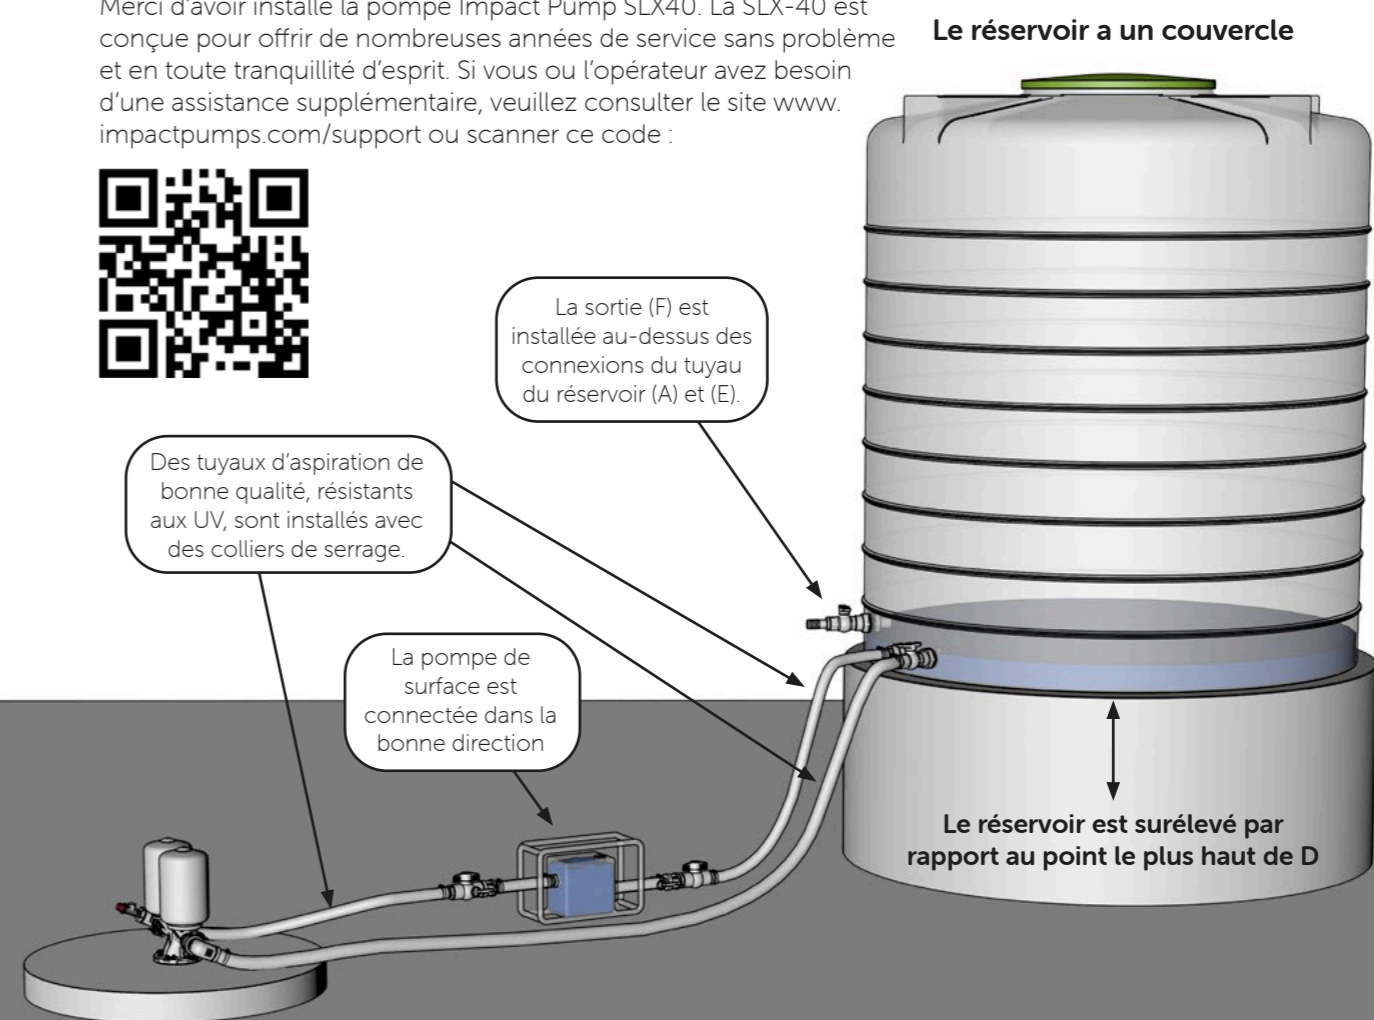 Merci d'avoir installé la pompe Impact Pump SLX40. La SLX-40 est
conçue pour offrir de nombreuses années de service sans problème
et en toute tranquillité d'esprit. Si vous ou l'opérateur avez besoin
d'une assistance supplémentaire, veuillez consulter le site www.
impactpumps.com/support ou scanner ce code :
Le réservoir a un couvercle
La sortie (F) est
installée au-dessus des
connexions du tuyau
du réservoir (A) et (E).
Des tuyaux d'aspiration de
bonne qualité, résistants
aux UV, sont installés avec
des colliers de serrage.
La pompe de
surface est
connectée dans la
bonne direction
Le réservoir est surélevé par
rapport au point le plus haut de D